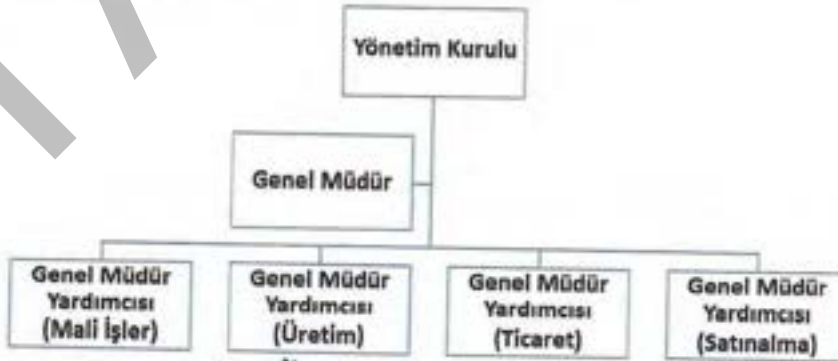 Yönetim Kurulu
Genel Müdür
Genel Müdür
Yardımcısı
(Mali İşler)
Genel Müdür
Yardımcısı
(Üretim)
Genel Müdür
Yardımcısı
(Ticaret)
Genel Müdür
Yardımcısı
(Satınalma)